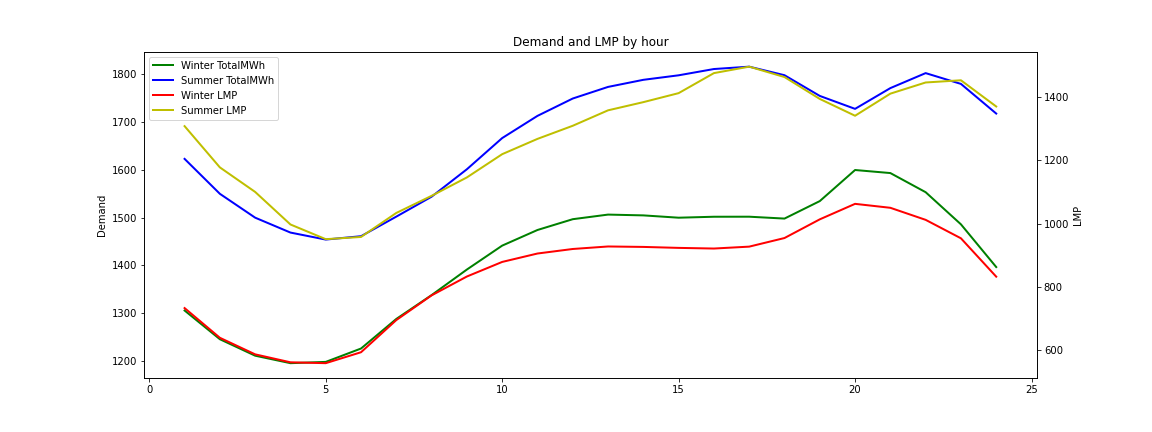 Demand and LMP by hour
Winter TotalMWh
Summer TotalMWh
Winter LMP
Summer LMP
1800
1700
1600
1500
1400
1300
1200
Demand
1400
1200
1000
800
600
LMP
0 5 10 15 20 25